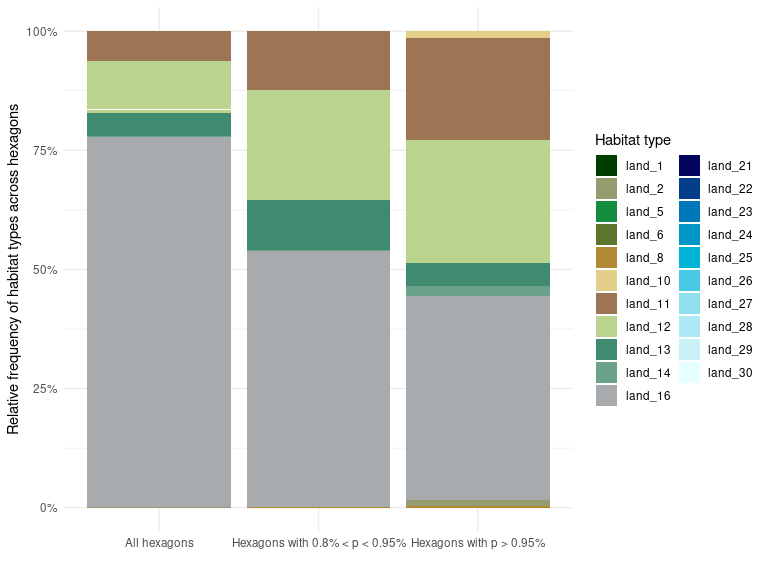 Relative frequency of habitat types across hexagons
100%
75%
50%
25%
0%
All hexagons
Hexagons with 0.8% < p < 0.95%
Hexagons with p > 0.95%
Habitat type
land_1
land_2
land_5
land_6
land_8
land_10
land_11
land_12
land_13
land_14
land_16
land_21
land_22
land_23
land_24
land_25
land_26
land_27
land_28
land_29
land_30